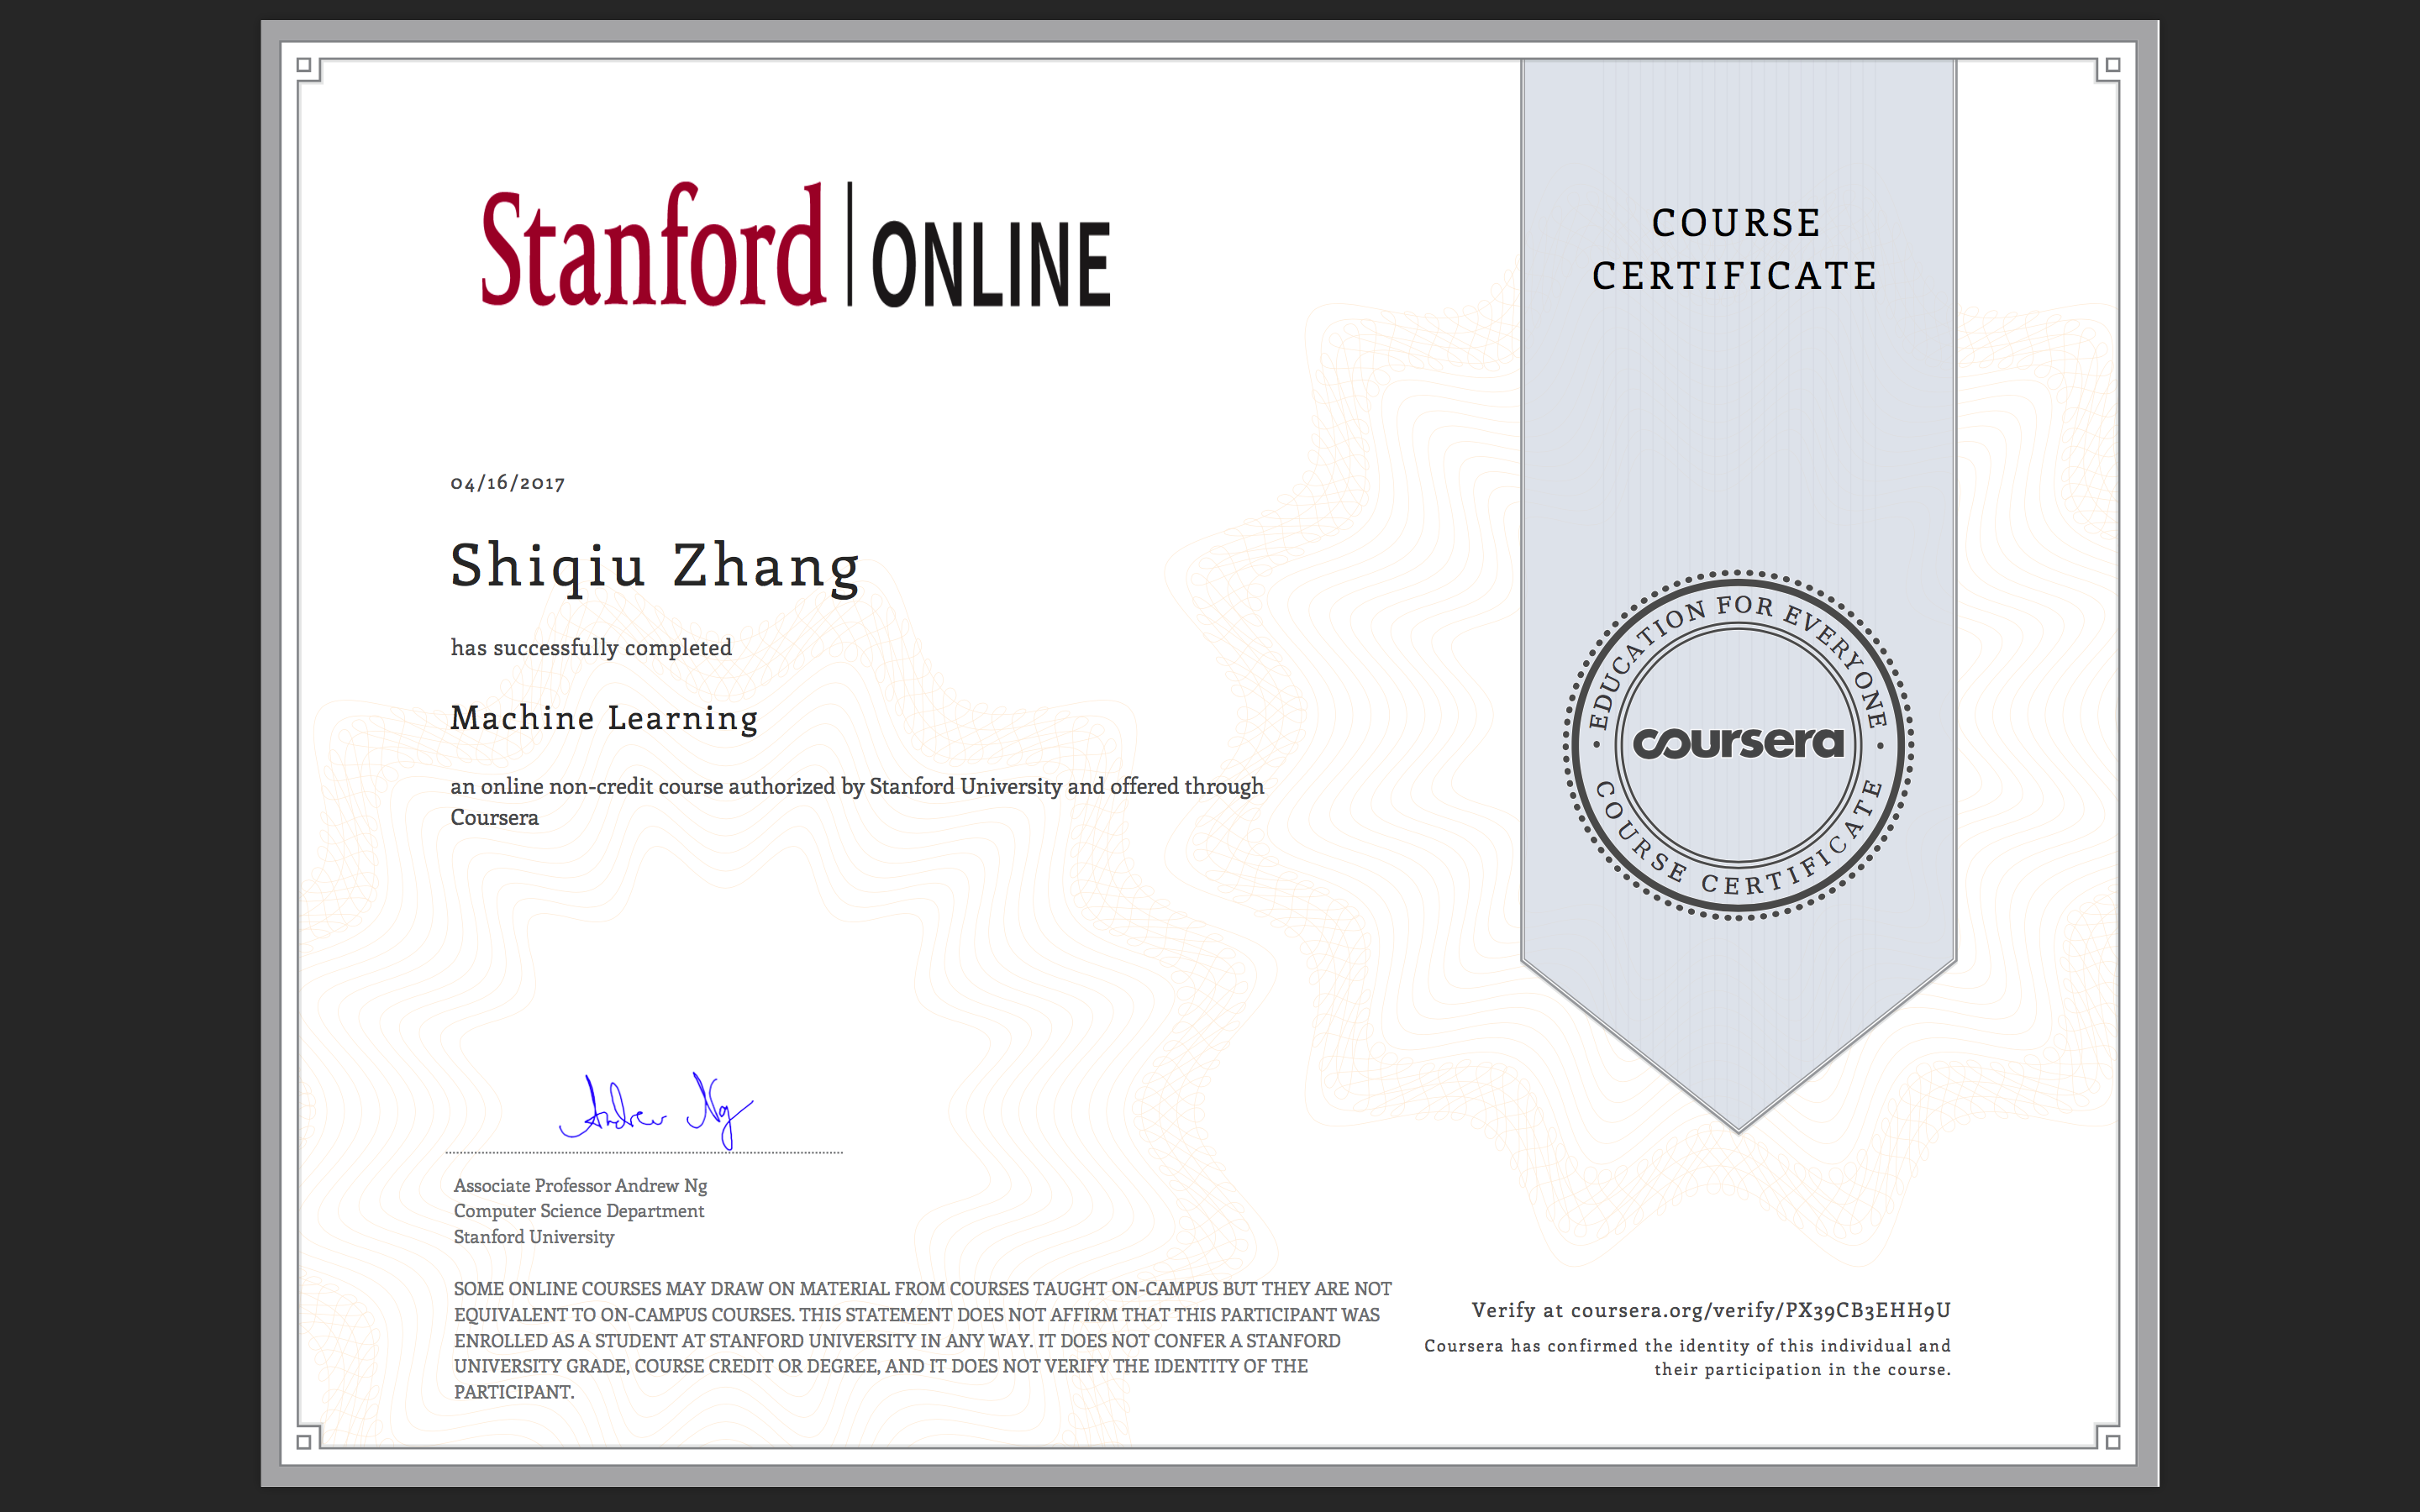 Stanford | ONLINE
COURSE
CERTIFICATE
04/16/2017
Shiqiu Zhang
has successfully completed
Machine Learning
an online non-credit course authorized by Stanford University and offered through
Coursera
EDUCATION FOR EVERYONE
coursera
COURSE CERTIFICATE
Andrew Ng
Associate Professor Andrew Ng
Computer Science Department
Stanford University
SOME ONLINE COURSES MAY DRAW ON MATERIAL FROM COURSES TAUGHT ON-CAMPUS BUT THEY ARE NOT
EQUIVALENT TO ON-CAMPUS COURSES. THIS STATEMENT DOES NOT AFFIRM THAT THIS PARTICIPANT WAS
ENROLLED AS A STUDENT AT STANFORD UNIVERSITY IN ANY WAY. IT DOES NOT CONFER A STANFORD
UNIVERSITY GRADE, COURSE CREDIT OR DEGREE, AND IT DOES NOT VERIFY THE IDENTITY OF THE
PARTICIPANT.
Verify at coursera.org/verify/PX39CB3EHH9U
Coursera has confirmed the identity of this individual and
their participation in the course.